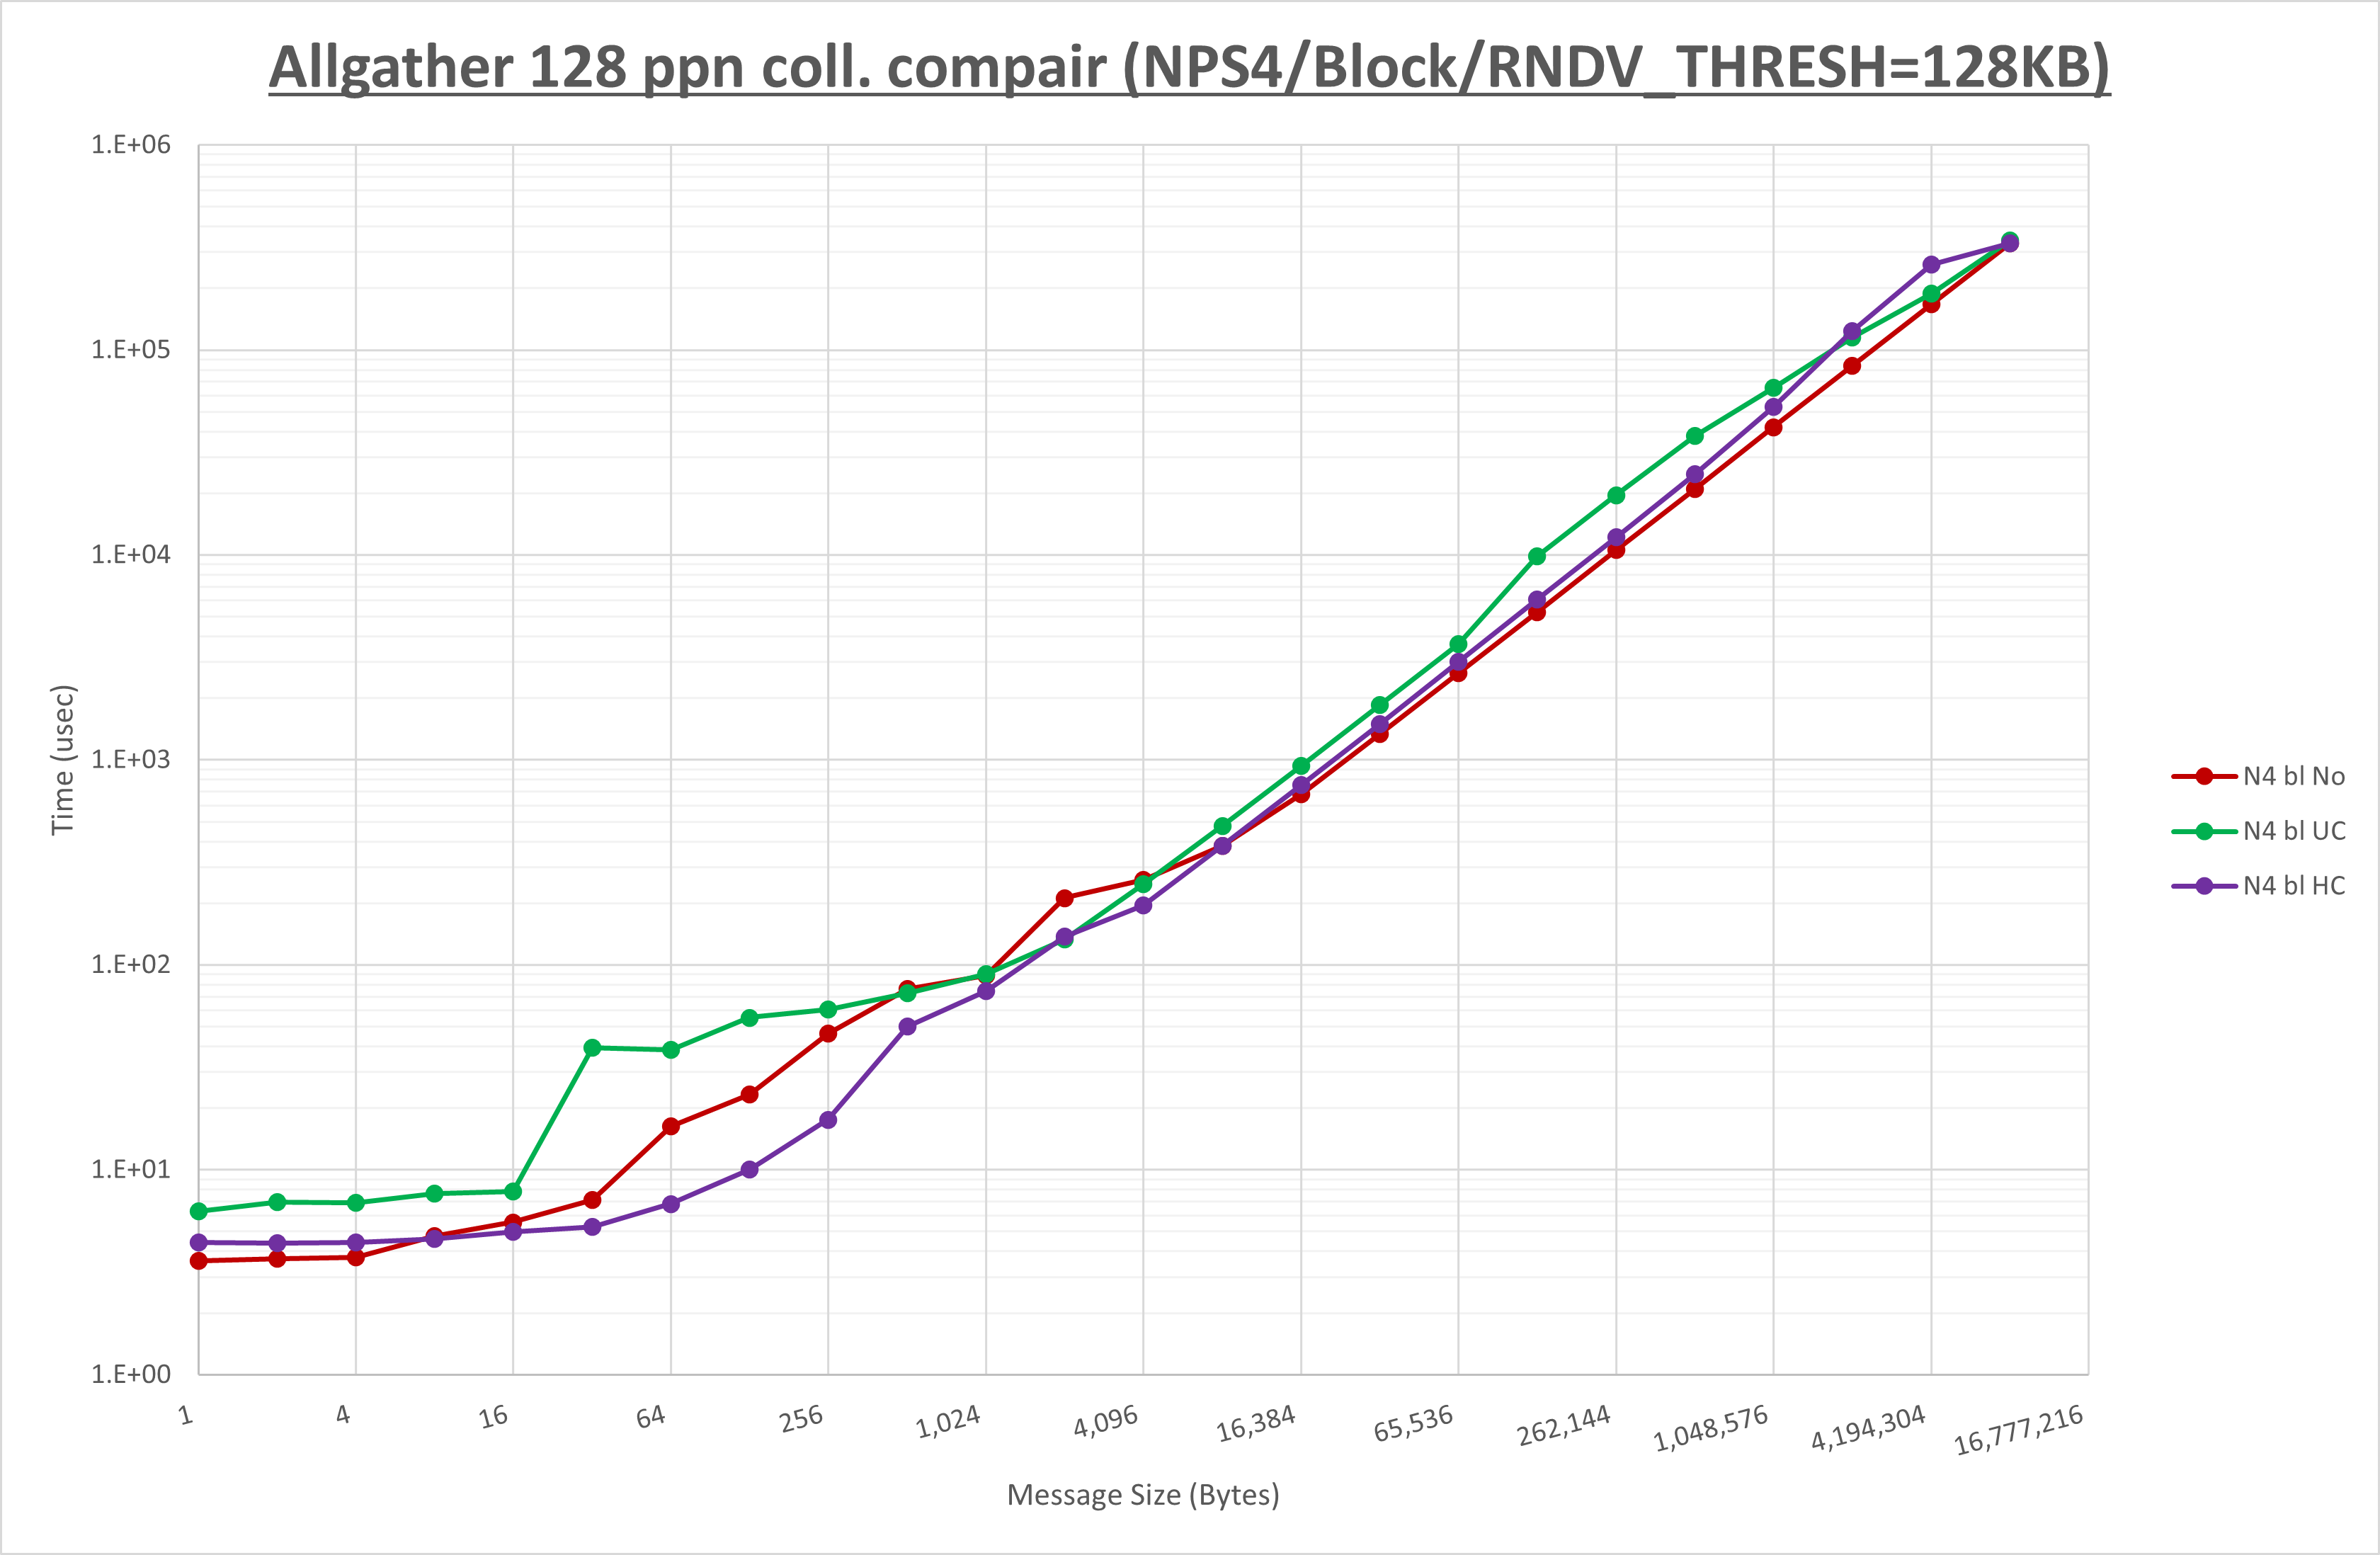 Allgather 128 ppn coll. compair (NPS4/Block/RNDV_THRESH=128KB)
1.E+06
1.E+05
1.E+04
1.E+03
1.E+02
1.E+01
1.E+00
Time (usec)
1 4 16 64 256 1,024 4,096 16,384 65,536 262,144 1,048,576 4,194,304 16,777,216
Message Size (Bytes)
N4 bl No
N4 bl UC
N4 bl HC